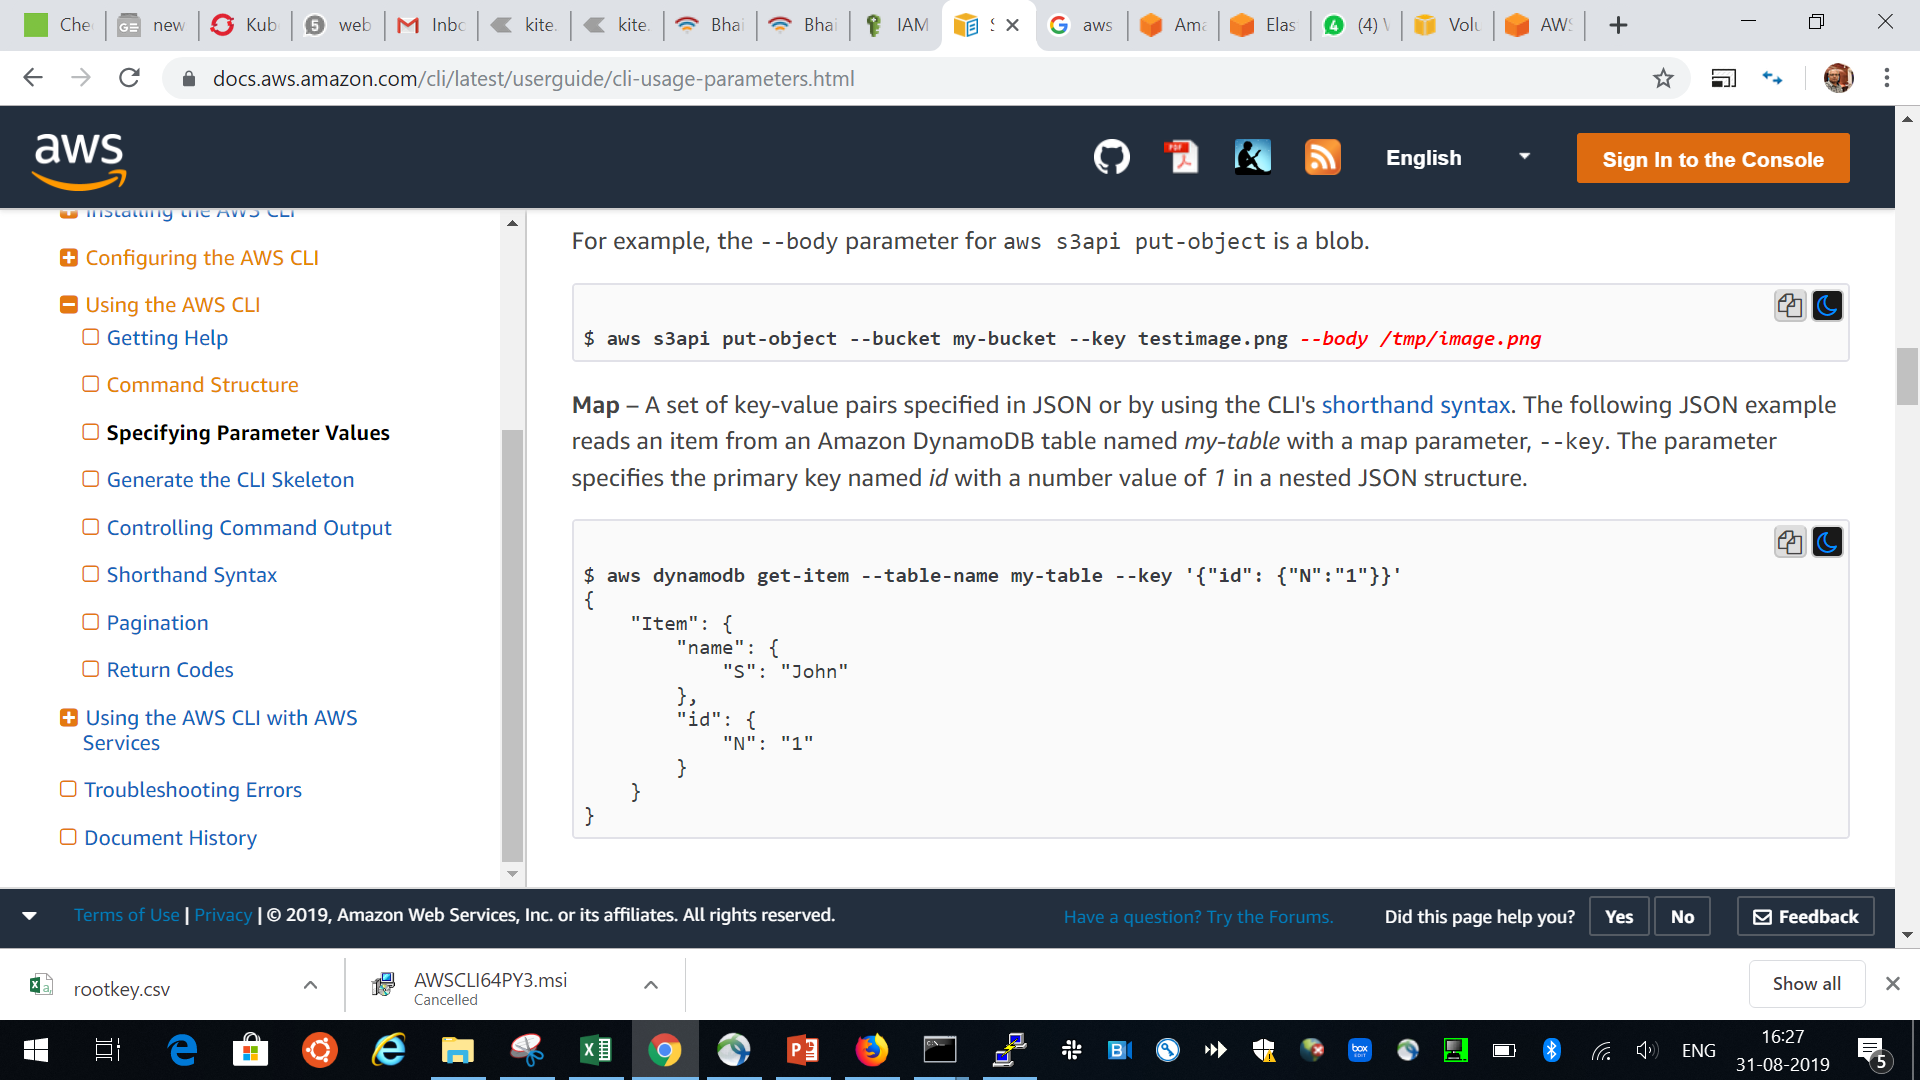 Che
new
Kub
5 web
Inbc
kite.
kite.
Bhai
Bhai
IAM
S
aws
Ama
Elas
(4)
Volu
AWS
docs.aws.amazon.com/cli/latest/userguide/cli-usage-parameters.html
aws
PDF
English
Sign In to the Console
Installing the AWS CLI
Configuring the AWS CLI
Using the AWS CLI
Getting Help
Command Structure
Specifying Parameter Values
Generate the CLI Skeleton
Controlling Command Output
Shorthand Syntax
Pagination
Return Codes
Using the AWS CLI with AWS
Services
Troubleshooting Errors
Document History
For example, the --body parameter for aws s3api put-object is a blob.
$ aws s3api put-object --bucket my-bucket --key testimage.png --body /tmp/image.png
Map – A set of key-value pairs specified in JSON or by using the CLI's shorthand syntax. The following JSON example
reads an item from an Amazon DynamoDB table named my-table with a map parameter, --key. The parameter
specifies the primary key named id with a number value of 1 in a nested JSON structure.
$ aws dynamodb get-item --table-name my-table --key '{"id": {"N":"1"}}'
{
"Item": {
"name": {
"S": "John"
},
"id": {
"N": "1"
}
}
}
Terms of Use | Privacy | © 2019, Amazon Web Services, Inc. or its affiliates. All rights reserved.
Have a question? Try the Forums.
Did this page help you?
Yes
No
Feedback
rootkey.csv
AWSCLI64PY3.msi
Cancelled
Show all
ENG
16:27
31-08-2019
5